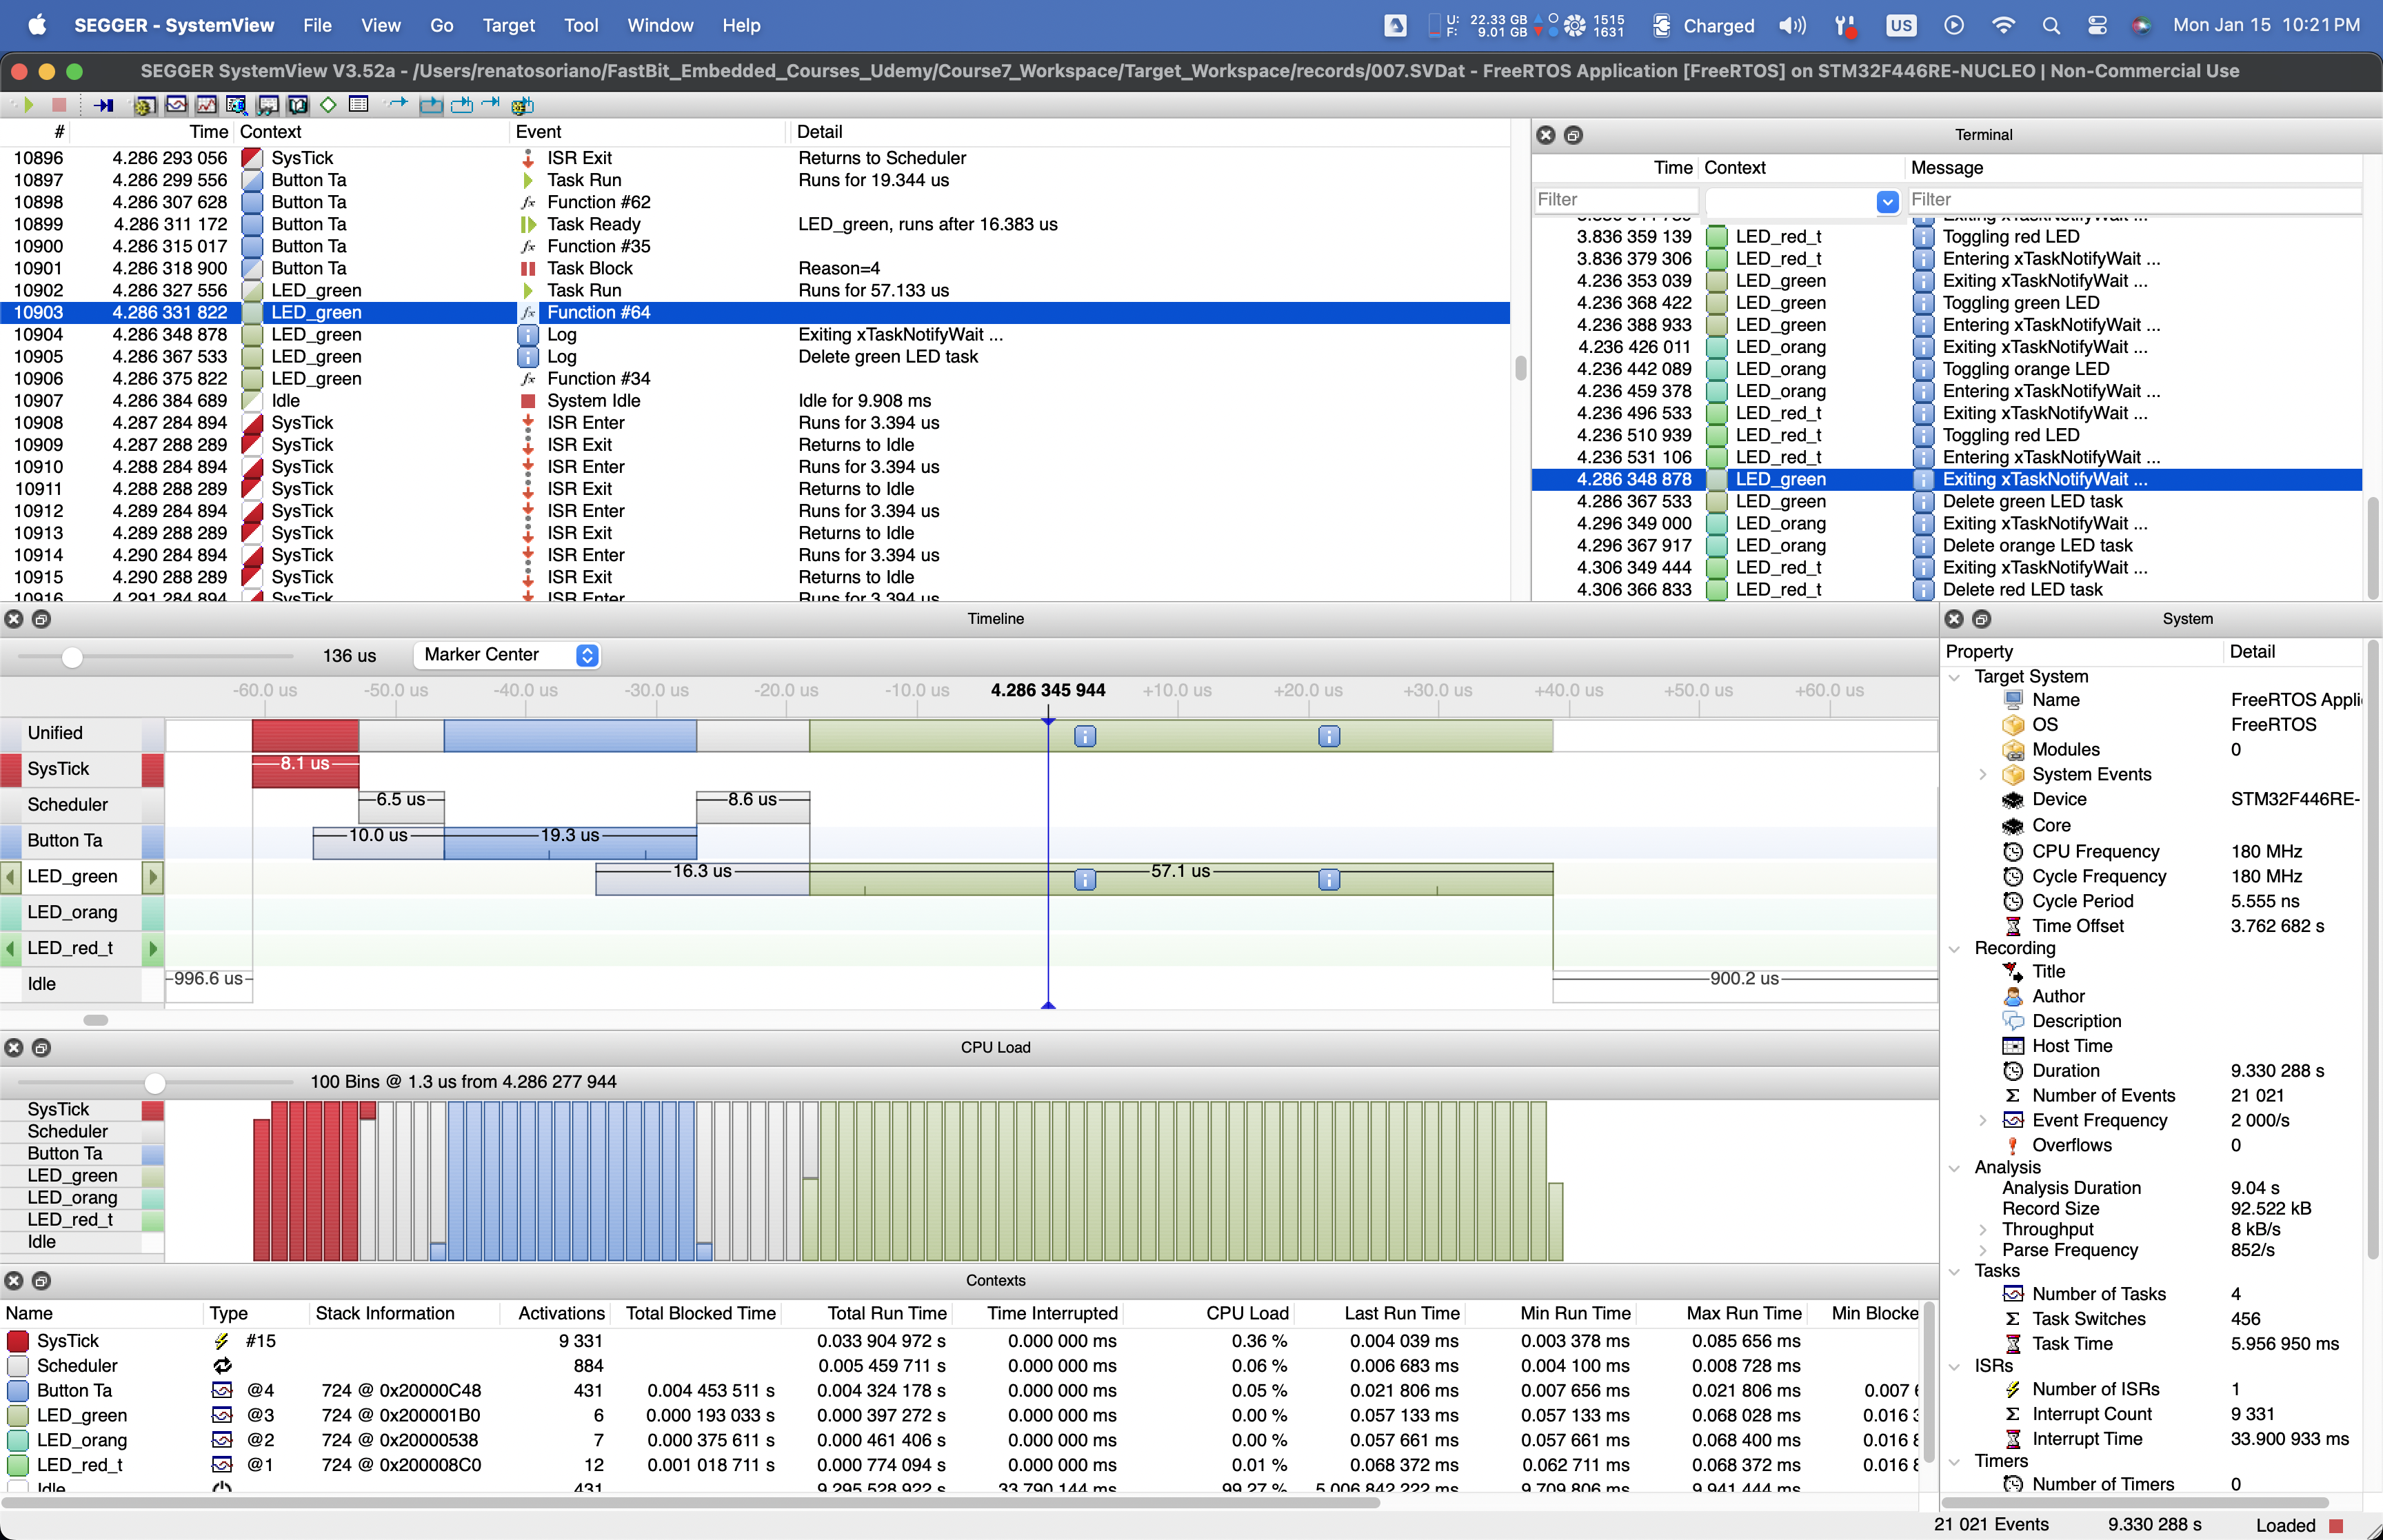 SEGGER - SystemView File View Go Target Tool Window Help U: 22.33 GB F: 9.01 GB 1515 1631 Charged US Mon Jan 15 10:21 PM
SEGGER SystemView V3.52a - /Users/renatosoriano/FastBit_Embedded_Courses_Udemy/Course7_Workspace/Target_Workspace/records/007.SVDat - FreeRTOS Application [FreeRTOS] on STM32F446RE-NUCLEO | Non-Commercial Use
# Time Context Event Detail
10896 4.286 293 056 SysTick ISR Exit Returns to Scheduler
10897 4.286 299 556 Button Ta Task Run Runs for 19.344 us
10898 4.286 307 628 Button Ta Function #62
10899 4.286 311 172 Button Ta Task Ready LED_green, runs after 16.383 us
10900 4.286 315 017 Button Ta Function #35
10901 4.286 318 900 Button Ta Task Block Reason=4
10902 4.286 327 556 LED_green Task Run Runs for 57.133 us
10903 4.286 331 822 LED_green Function #64
10904 4.286 348 878 LED_green Log Exiting xTaskNotifyWait ...
10905 4.286 367 533 LED_green Log Delete green LED task
10906 4.286 375 822 LED_green Function #34
10907 4.286 384 689 Idle System Idle Idle for 9.908 ms
10908 4.287 284 894 SysTick ISR Enter Runs for 3.394 us
10909 4.287 288 289 SysTick ISR Exit Returns to Idle
10910 4.288 284 894 SysTick ISR Enter Runs for 3.394 us
10911 4.288 288 289 SysTick ISR Exit Returns to Idle
10912 4.289 284 894 SysTick ISR Enter Runs for 3.394 us
10913 4.289 288 289 SysTick ISR Exit Returns to Idle
10914 4.290 284 894 SysTick ISR Enter Runs for 3.394 us
10915 4.290 288 289 SysTick ISR Exit Returns to Idle
10916 4.291 284 894 SysTick ISR Enter Runs for 3.394 us
Terminal
Time Context Message
Filter Filter
Exiting xTaskNotifyWait ...
3.836 359 139 LED_red_t Toggling red LED
3.836 379 306 LED_red_t Entering xTaskNotifyWait ...
4.236 353 039 LED_green Exiting xTaskNotifyWait ...
4.236 368 422 LED_green Toggling green LED
4.236 388 933 LED_green Entering xTaskNotifyWait ...
4.236 426 011 LED_orang Exiting xTaskNotifyWait ...
4.236 442 089 LED_orang Toggling orange LED
4.236 459 378 LED_orang Entering xTaskNotifyWait ...
4.236 496 533 LED_red_t Exiting xTaskNotifyWait ...
4.236 510 939 LED_red_t Toggling red LED
4.236 531 106 LED_red_t Entering xTaskNotifyWait ...
4.286 348 878 LED_green Exiting xTaskNotifyWait ...
4.286 367 533 LED_green Delete green LED task
4.296 349 000 LED_orang Exiting xTaskNotifyWait ...
4.296 367 917 LED_orang Delete orange LED task
4.306 349 444 LED_red_t Exiting xTaskNotifyWait ...
4.306 366 833 LED_red_t Delete red LED task
Timeline
136 us Marker Center
-60.0 us -50.0 us -40.0 us -30.0 us -20.0 us -10.0 us 4.286 345 944 +10.0 us +20.0 us +30.0 us +40.0 us +50.0 us +60.0 us
Unified
SysTick 8.1 us
Scheduler 6.5 us 8.6 us
Button Ta 10.0 us 19.3 us
LED_green 16.3 us 57.1 us
LED_orang
LED_red_t
Idle 996.6 us 900.2 us
CPU Load
100 Bins @ 1.3 us from 4.286 277 944
SysTick
Scheduler
Button Ta
LED_green
LED_orang
LED_red_t
Idle
Contexts
Name Type Stack Information Activations Total Blocked Time Total Run Time Time Interrupted CPU Load Last Run Time Min Run Time Max Run Time Min Blocke
SysTick #15 9 331 0.033 904 972 s 0.000 000 ms 0.36 % 0.004 039 ms 0.003 378 ms 0.085 656 ms
Scheduler 884 0.005 459 711 s 0.000 000 ms 0.06 % 0.006 683 ms 0.004 100 ms 0.008 728 ms
Button Ta @4 724 @ 0x20000C48 431 0.004 453 511 s 0.004 324 178 s 0.000 000 ms 0.05 % 0.021 806 ms 0.007 656 ms 0.021 806 ms 0.007
LED_green @3 724 @ 0x200001B0 6 0.000 193 033 s 0.000 397 272 s 0.000 000 ms 0.00 % 0.057 133 ms 0.057 133 ms 0.068 028 ms 0.016
LED_orang @2 724 @ 0x20000538 7 0.000 375 611 s 0.000 461 406 s 0.000 000 ms 0.00 % 0.057 661 ms 0.057 661 ms 0.068 400 ms 0.016
LED_red_t @1 724 @ 0x200008C0 12 0.001 018 711 s 0.000 774 094 s 0.000 000 ms 0.01 % 0.068 372 ms 0.062 711 ms 0.068 372 ms 0.016
Idle 431 9.295 528 922 s 33.790 144 ms 99.27 % 5 006.842 222 ms 9.709 806 ms 9.941 444 ms
System
Property Detail
Target System
Name FreeRTOS Appli
OS FreeRTOS
Modules 0
System Events
Device STM32F446RE-
Core
CPU Frequency 180 MHz
Cycle Frequency 180 MHz
Cycle Period 5.555 ns
Time Offset 3.762 682 s
Recording
Title
Author
Description
Host Time
Duration 9.330 288 s
Number of Events 21 021
Event Frequency 2 000/s
Overflows 0
Analysis
Analysis Duration 9.04 s
Record Size 92.522 kB
Throughput 8 kB/s
Parse Frequency 852/s
Tasks
Number of Tasks 4
Task Switches 456
Task Time 5.956 950 ms
ISRs
Number of ISRs 1
Interrupt Count 9 331
Interrupt Time 33.900 933 ms
Timers
Number of Timers 0
21 021 Events 9.330 288 s Loaded